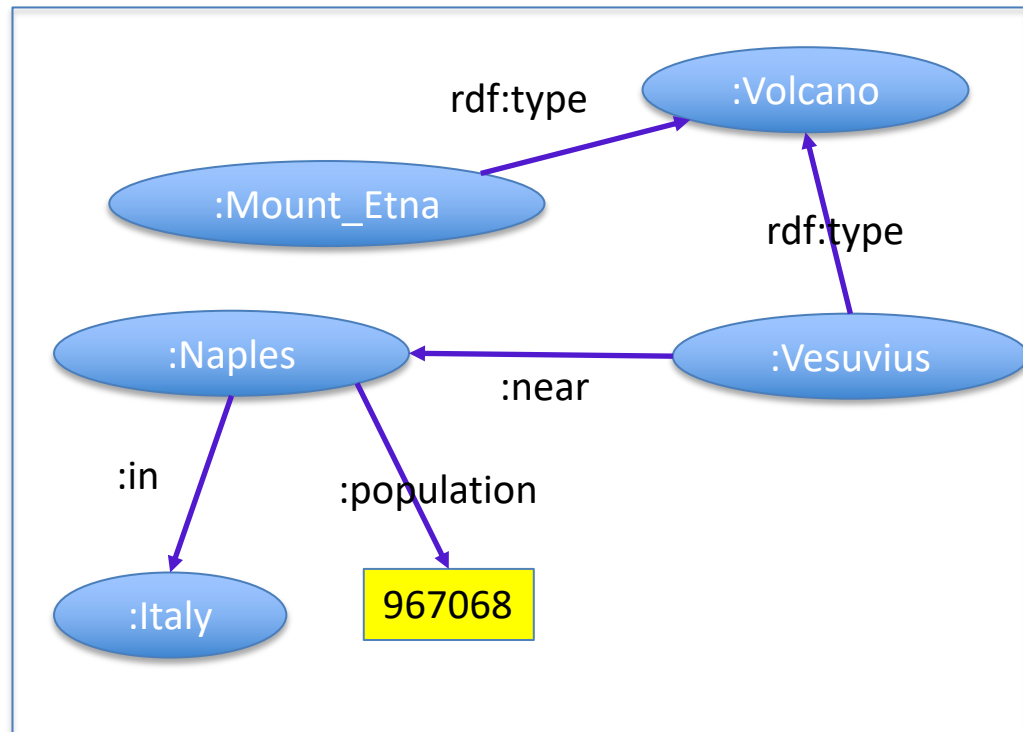 :Volcano
rdf:type
:Mount_Etna
rdf:type
:Naples
:Vesuvius
:near
:in
:population
:Italy
967068